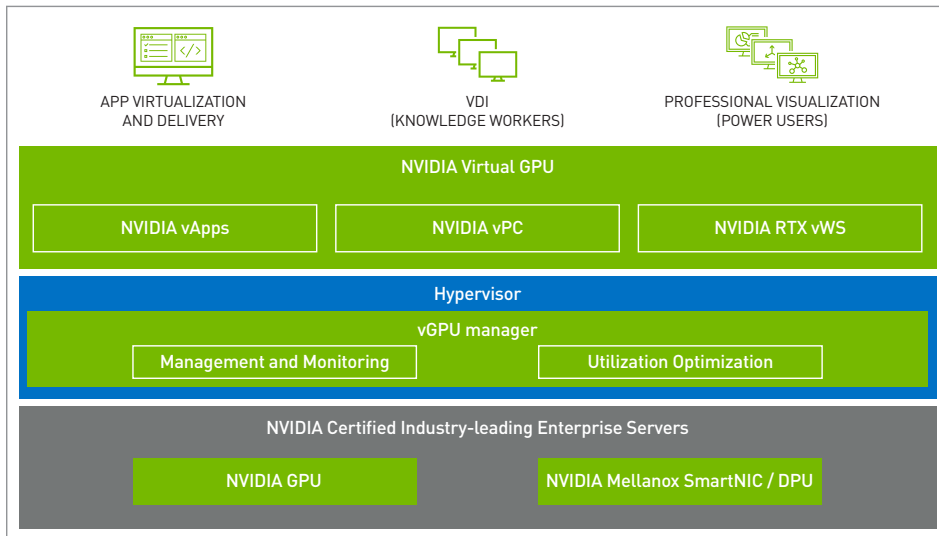 </>
APP VIRTUALIZATION
AND DELIVERY
VDI
(KNOWLEDGE WORKERS)
PROFESSIONAL VISUALIZATION
(POWER USERS)
NVIDIA Virtual GPU
NVIDIA vApps
NVIDIA vPC
NVIDIA RTX vWS
Hypervisor
vGPU manager
Management and Monitoring
Utilization Optimization
NVIDIA Certified Industry-leading Enterprise Servers
NVIDIA GPU
NVIDIA Mellanox SmartNIC / DPU